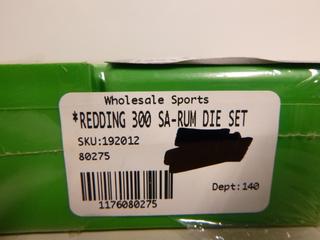 Wholesale Sports
*REDDING 300 SA-RUM DIE SET
SKU:192012
80275
Dept:140
1176080275